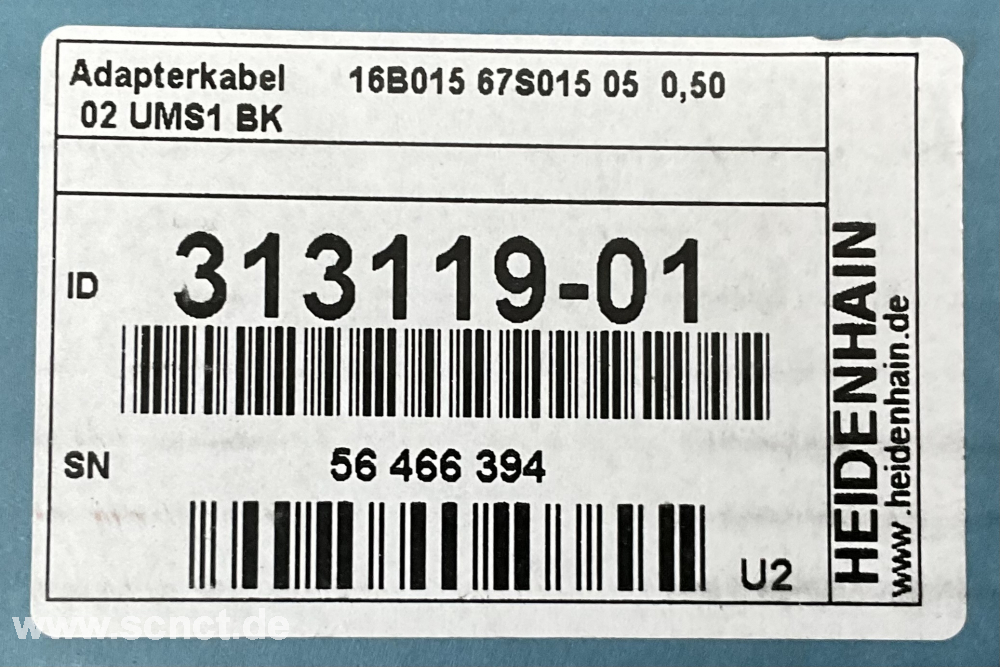 Adapterkabel 16B015 67S015 05 0,50
02 UMS1 BK
ID 313119-01
SN 56 466 394
U2
HEIDENHAIN
www.heidenhain.de
www.scnct.de